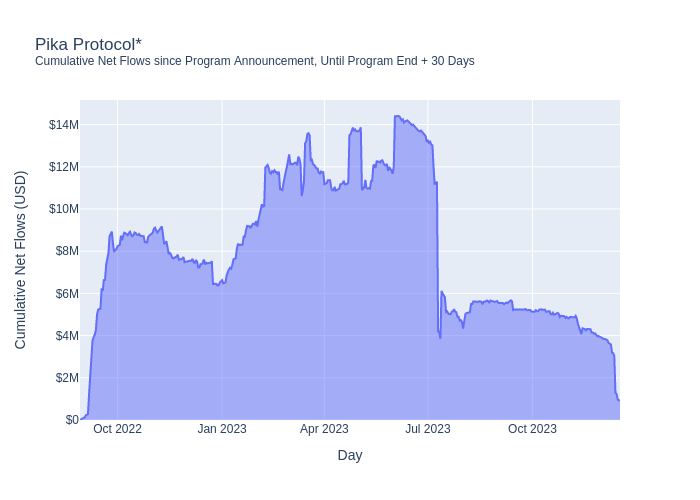 Pika Protocol*
Cumulative Net Flows since Program Announcement, Until Program End + 30 Days
Cumulative Net Flows (USD)
$14M
$12M
$10M
$8M
$6M
$4M
$2M
$0
Oct 2022
Jan 2023
Apr 2023
Jul 2023
Oct 2023
Day